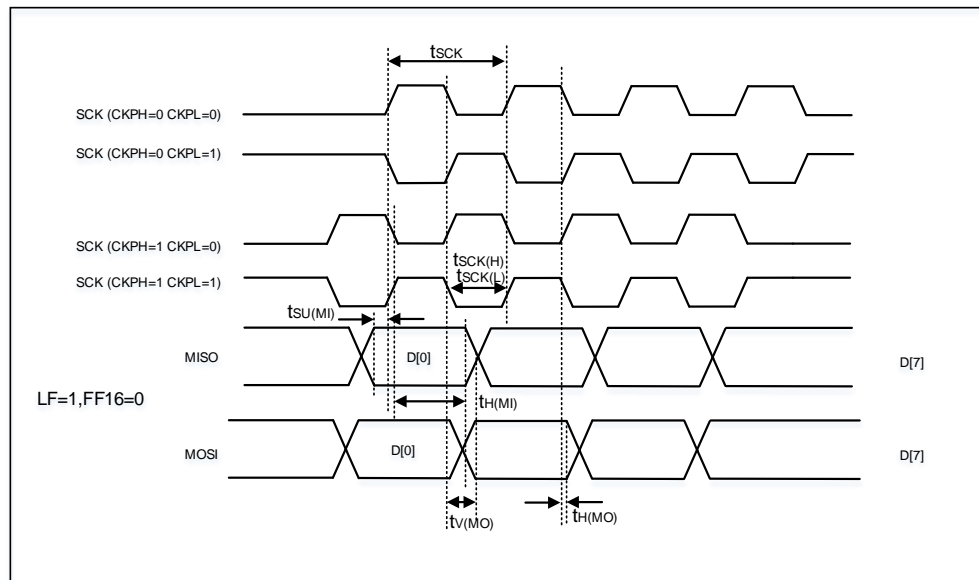 tSCK
SCK (CKPH=0 CKPL=0)
SCK (CKPH=0 CKPL=1)
SCK (CKPH=1 CKPL=0)
tSCK(H)
tSCK(L)
SCK (CKPH=1 CKPL=1)
tSU(MI)
MISO
D[0]
D[7]
LF=1,FF16=0
tH(MI)
MOSI
D[0]
D[7]
tV(MO)
tH(MO)